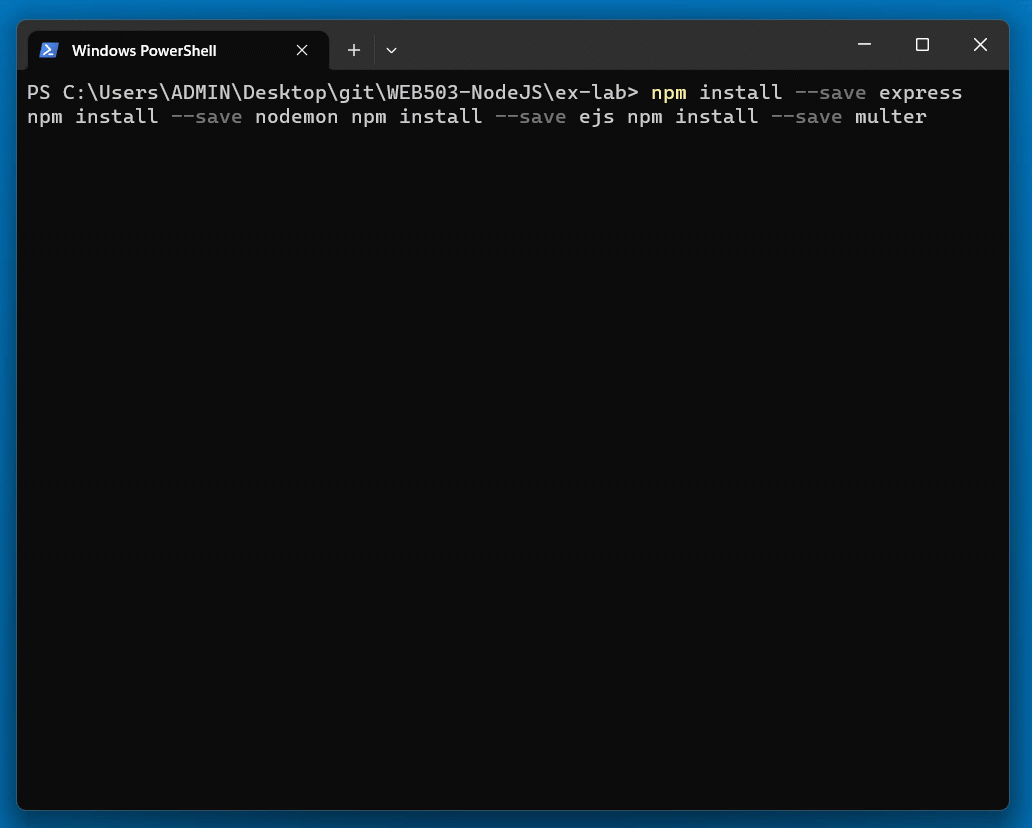 Windows PowerShell
PS C:\Users\ADMIN\Desktop\git\WEB503-NodeJS\ex-lab> npm install --save express
npm install --save nodemon npm install --save ejs npm install --save multer